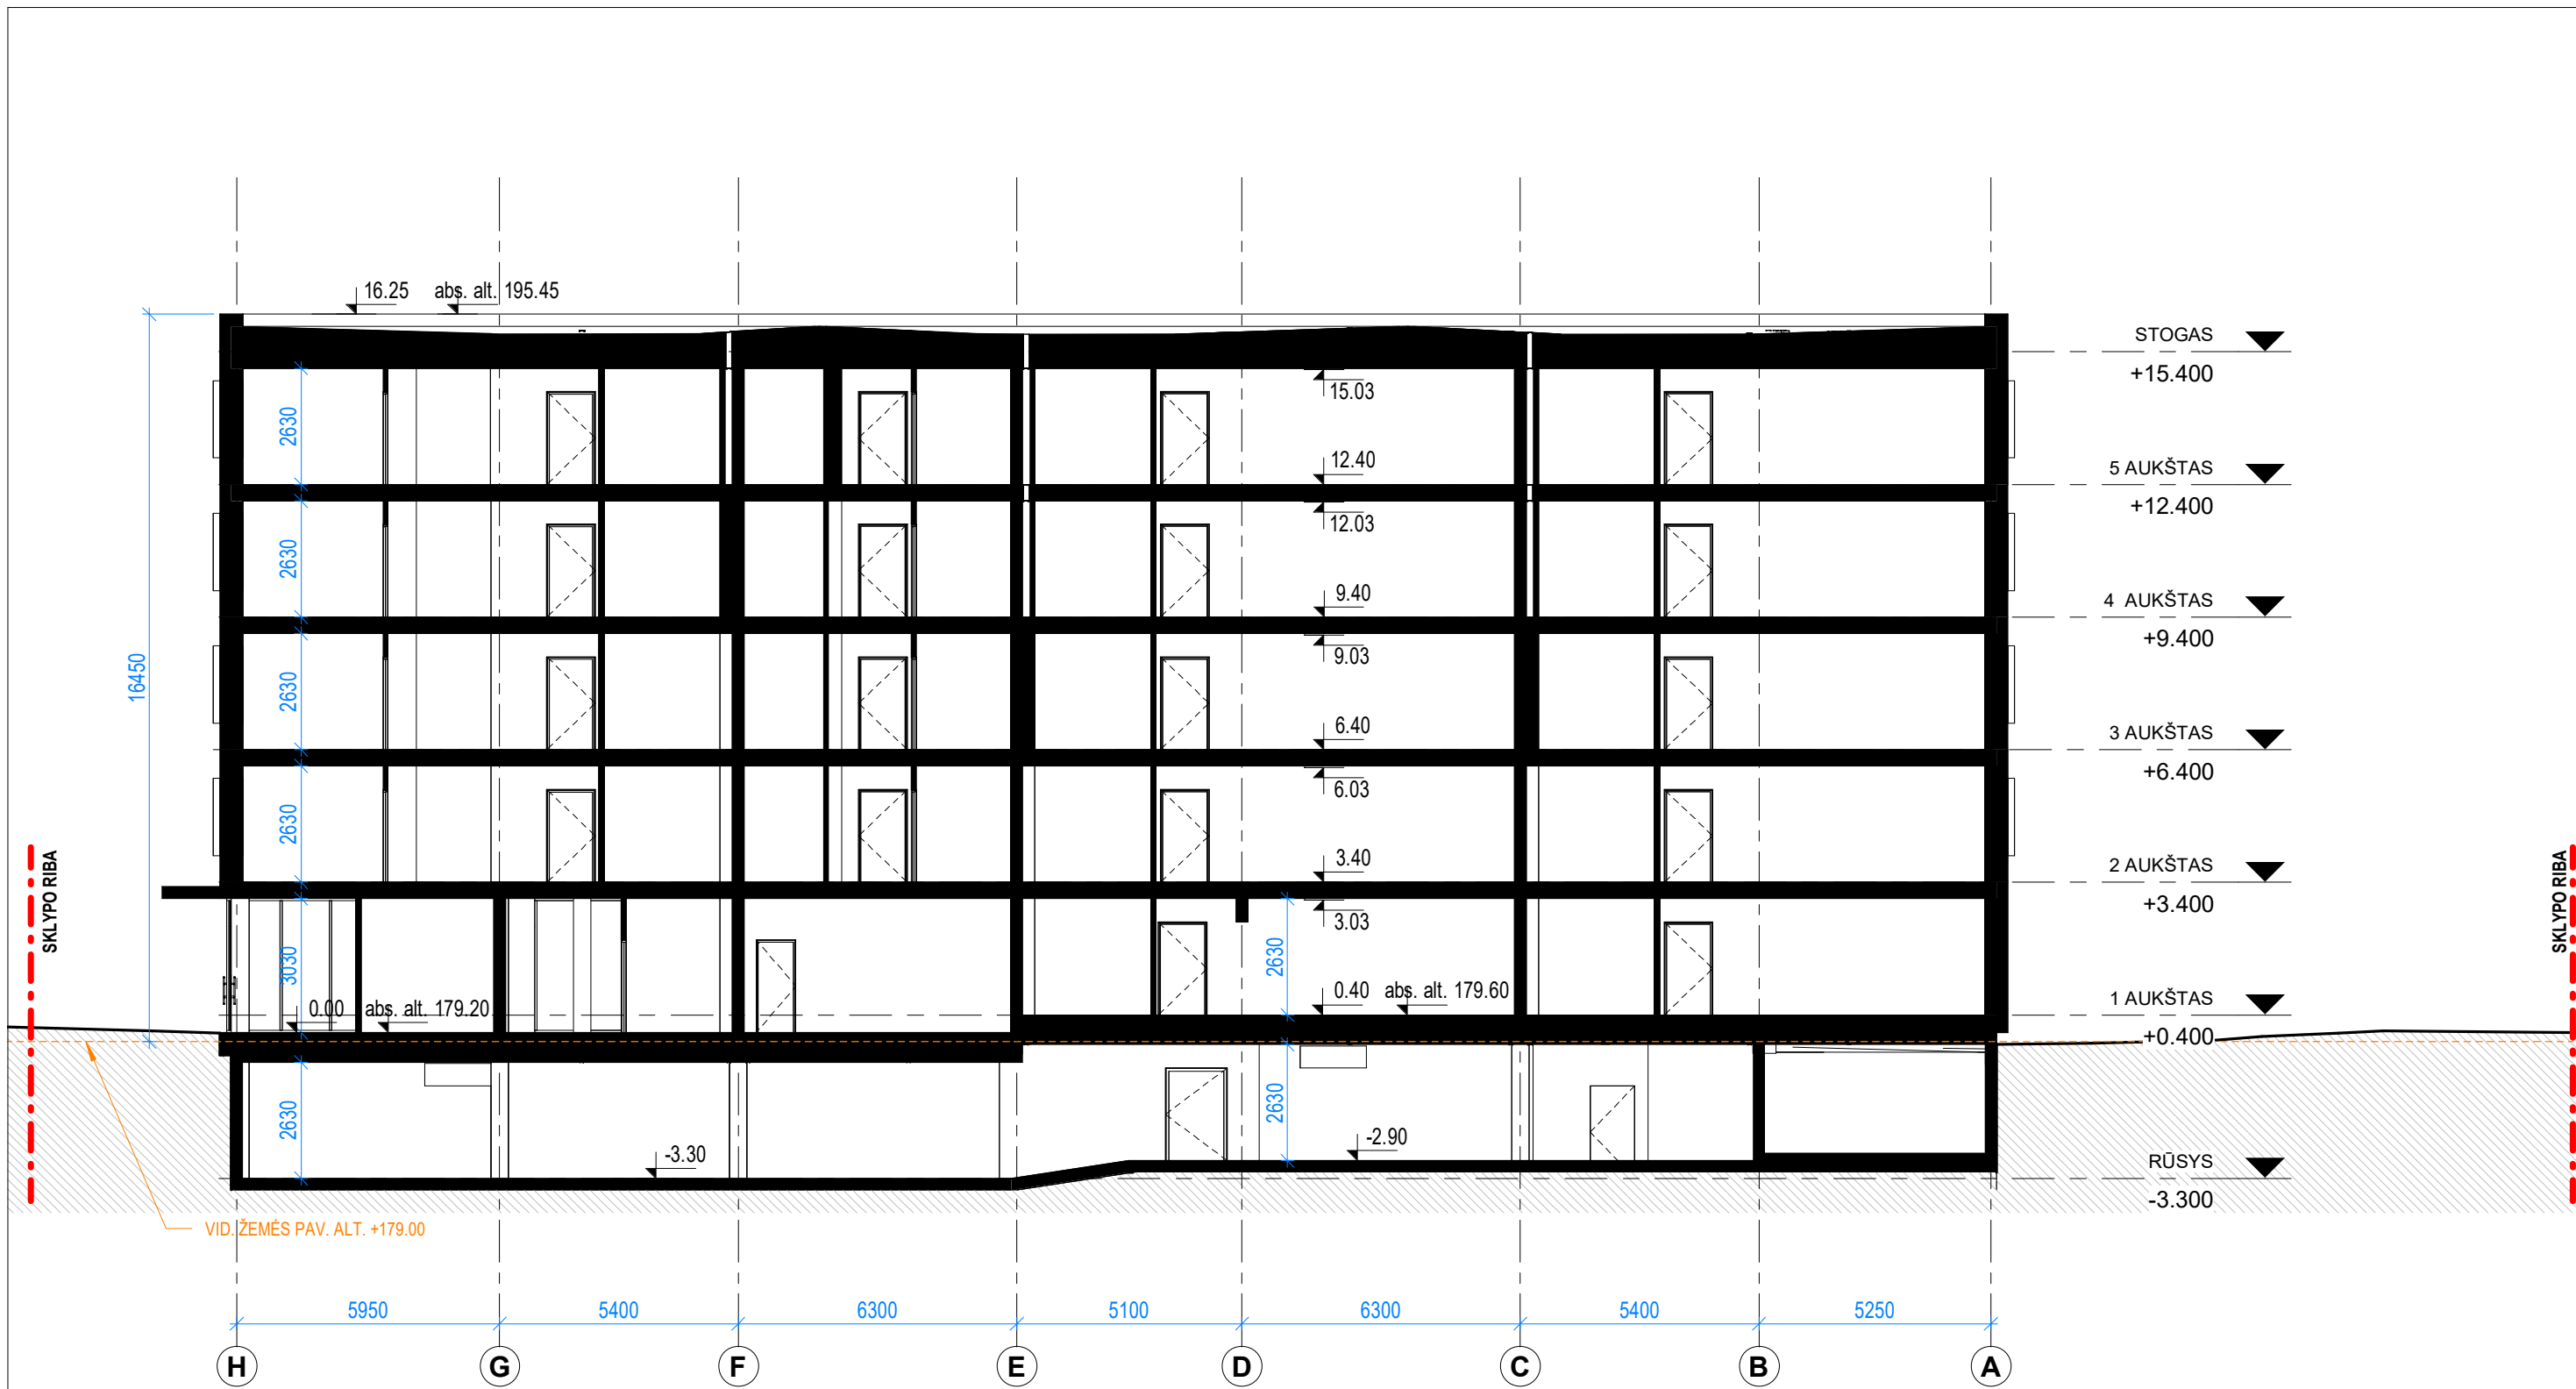 16.25 abs. alt. 195.45
STOGAS
+15.400
15.03
2630
12.40
5 AUKŠTAS
+12.400
12.03
2630
9.40
4 AUKŠTAS
+9.400
9.03
2630
16450
6.40
3 AUKŠTAS
+6.400
6.03
2630
3.40
2 AUKŠTAS
+3.400
3.03
SKLYPO RIBA
SKLYPO RIBA
3030
2630
0.00 abs. alt. 179.20
0.40 abs. alt. 179.60
1 AUKŠTAS
+0.400
2630
2630
-3.30
-2.90
RŪSYS
-3.300
VID. ŽEMĖS PAV. ALT. +179.00
5950 5400 6300 5100 6300 5400 5250
H G F E D C B A